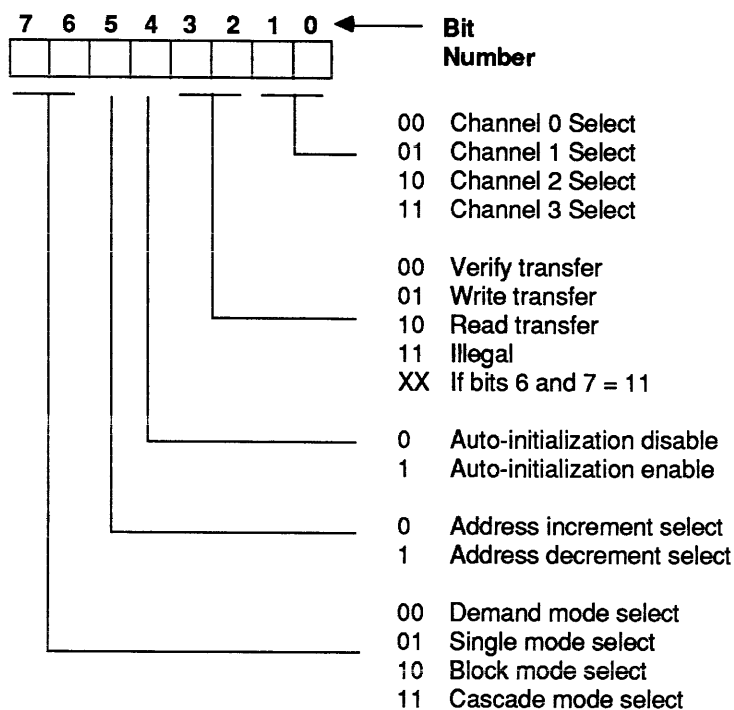 7 6 5 4 3 2 1 0 Bit
Number
00 Channel 0 Select
01 Channel 1 Select
10 Channel 2 Select
11 Channel 3 Select
00 Verify transfer
01 Write transfer
10 Read transfer
11 Illegal
XX If bits 6 and 7 = 11
0 Auto-initialization disable
1 Auto-initialization enable
0 Address increment select
1 Address decrement select
00 Demand mode select
01 Single mode select
10 Block mode select
11 Cascade mode select